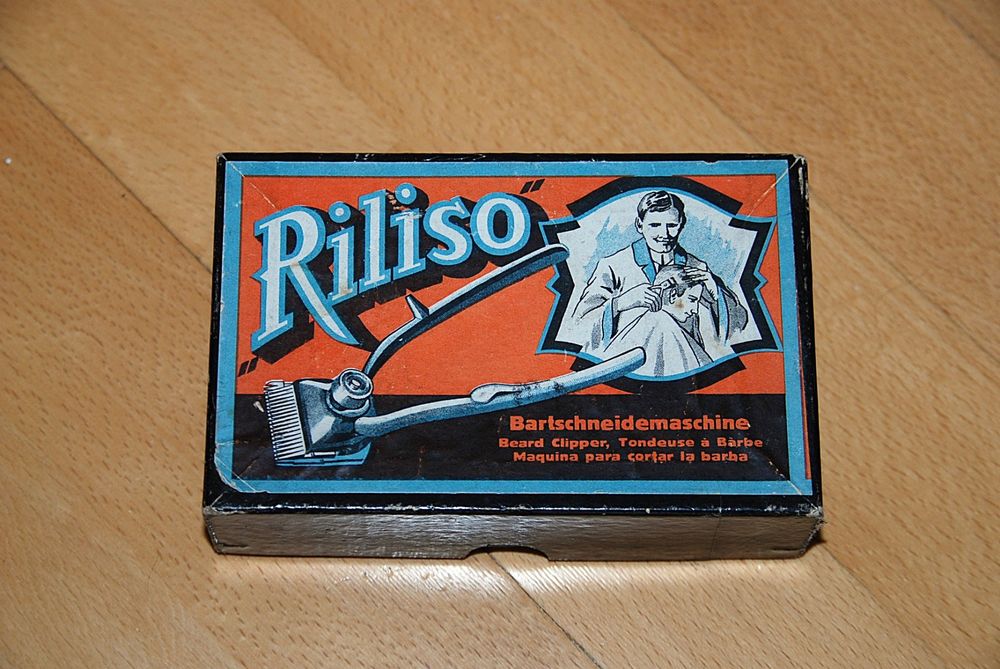 "Riliso"
Bartschneidemaschine
Beard Clipper, Tondeuse à Barbe
Maquina para cortar la barba